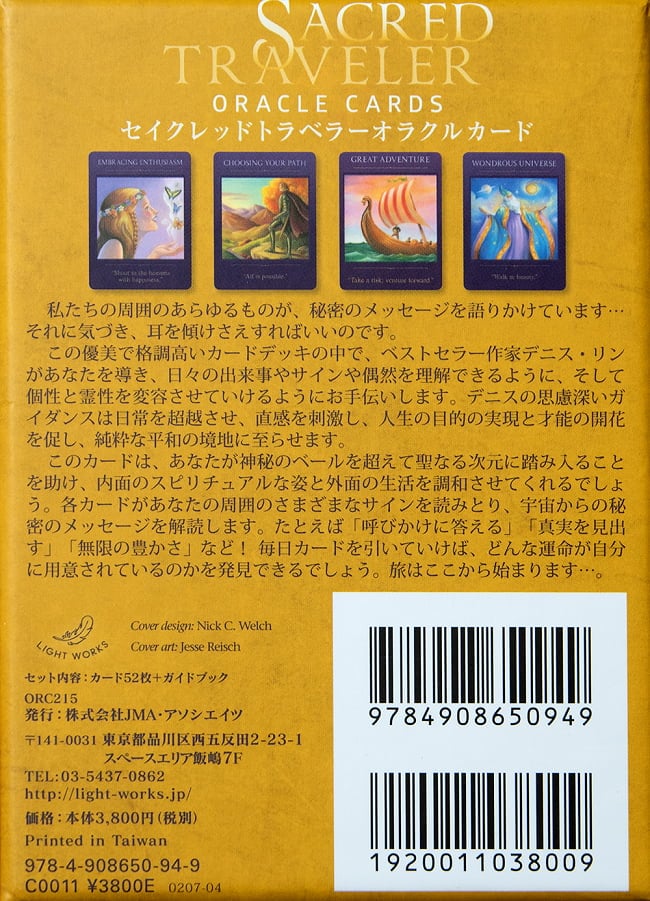 SACRED
TRAVELER
ORACLE CARDS
セイクレッドトラベラーオラクルカード
EMBRACING ENTHUSIASM
CHOOSING YOUR PATH
GREAT ADVENTURE
WONDROUS UNIVERSE
"Shout to the heavens
with happiness."
"All is possible."
"Take a risk; venture forward."
"Walk in beauty."
私たちの周囲のあらゆるものが、秘密のメッセージを語りかけています…
それに気づき、耳を傾けさえすればいいのです。
この優美で格調高いカードデッキの中で、ベストセラー作家デニス・リン
があなたを導き、日々の出来事やサインや偶然を理解できるように、そして
個性と霊性を変容させていけるようにお手伝いします。デニスの思慮深いガ
イダンスは日常を超越させ、直感を刺激し、人生の目的の実現と才能の開花
を促し、純粋な平和の境地に至らせます。
このカードは、あなたが神秘のベールを超えて聖なる次元に踏み入ること
を助け、内面のスピリチュアルな姿と外面の生活を調和させてくれるでしょ
う。各カードがあなたの周囲のさまざまなサインを読みとり、宇宙からの秘
密のメッセージを解読します。たとえば「呼びかけに答える」「真実を見出
す」「無限の豊かさ」など！ 毎日カードを引いていけば、どんな運命が自分
に用意されているのかを発見できるでしょう。旅はここから始まります…。
LIGHT WORKS
Cover design: Nick C. Welch
Cover art: Jesse Reisch
セット内容：カード52枚＋ガイドブック
ORC215
発行：株式会社JMA・アソシエイツ
〒141-0031 東京都品川区西五反田2-23-1
スペースエリア飯嶋7F
TEL:03-5437-0862
http://light-works.jp/
価格：本体3,800円（税別）
Printed in Taiwan
978-4-908650-94-9
C0011 ¥3800E 0207-04
9784908650949
1920011038009